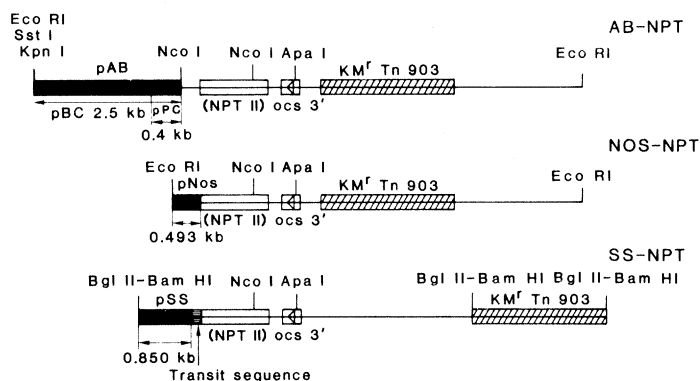 Eco RI
Sst I
Kpn I
Nco I
Nco I Apa I
AB-NPT
Eco RI
pAB
KMr Tn 903
pBC 2.5 kb
pPC
(NPT II) ocs 3′
0.4 kb
NOS-NPT
Eco RI
Nco I Apa I
Eco RI
pNos
KMr Tn 903
(NPT II) ocs 3′
0.493 kb
SS-NPT
Bgl II-Bam HI
Nco I Apa I
Bgl II-Bam HI Bgl II-Bam HI
pSS
KMr Tn 903
(NPT II) ocs 3′
0.850 kb
Transit sequence